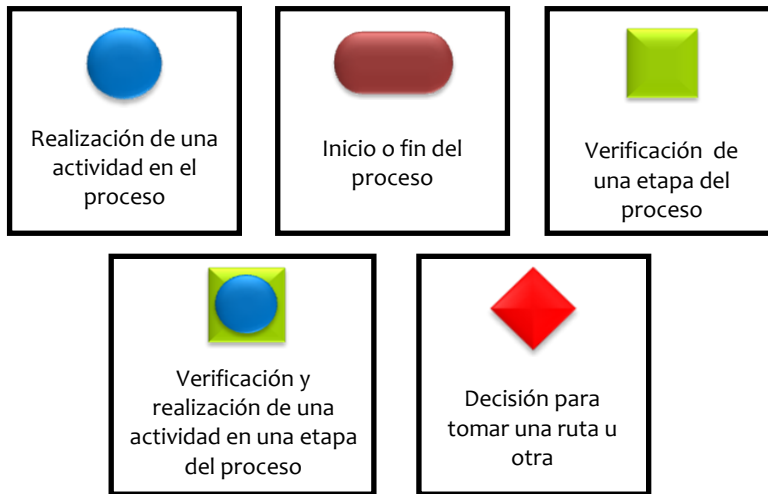 Realización de una
actividad en el
proceso
Inicio o fin del
proceso
Verificación de
una etapa del
proceso
Verificación y
realización de una
actividad en una etapa
del proceso
Decisión para
tomar una ruta u
otra